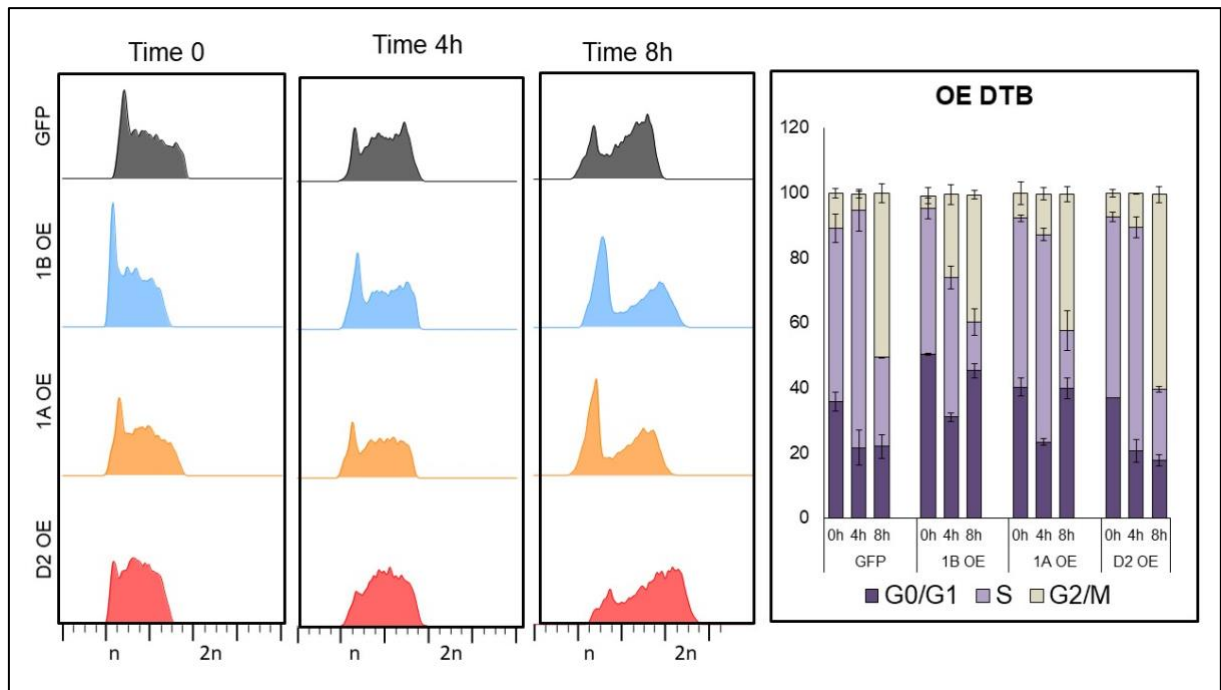 Time 0
Time 4h
Time 8h
GFP
1B OE
1A OE
D2 OE
n 2n
n 2n
n 2n
OE DTB
120
100
80
60
40
20
0
0h 4h 8h 0h 4h 8h 0h 4h 8h 0h 4h 8h
GFP 1B OE 1A OE D2 OE
G0/G1 S G2/M